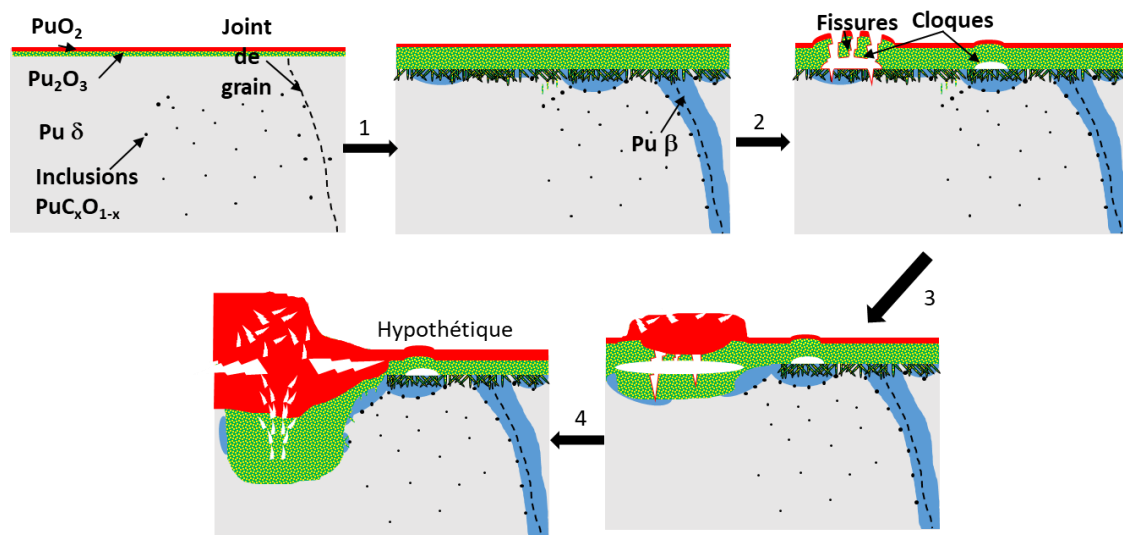 PuO2
Pu2O3
Joint
de
grain
Pu δ
Inclusions
PuCxO1-x
1
Pu β
2
Fissures
Cloques
3
Hypothétique
4